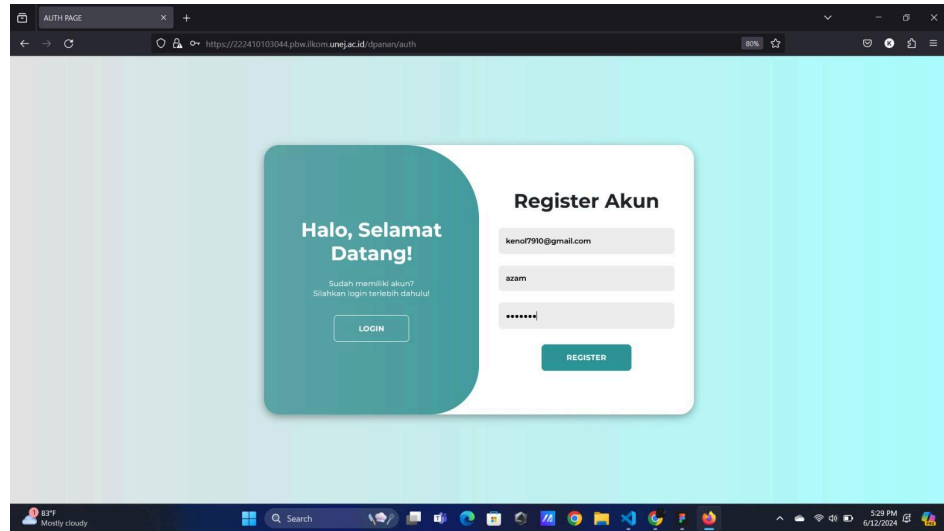 AUTH PAGE
https://222410103044.pbw.ilkom.unej.ac.id/dpanan/auth
80%
Halo, Selamat
Datang!
Sudah memiliki akun?
Silahkan login terlebih dahulu!
LOGIN
Register Akun
kenol7910@gmail.com
azam
•••••••
REGISTER
1
83°F
Mostly cloudy
Search
5:29 PM
6/12/2024